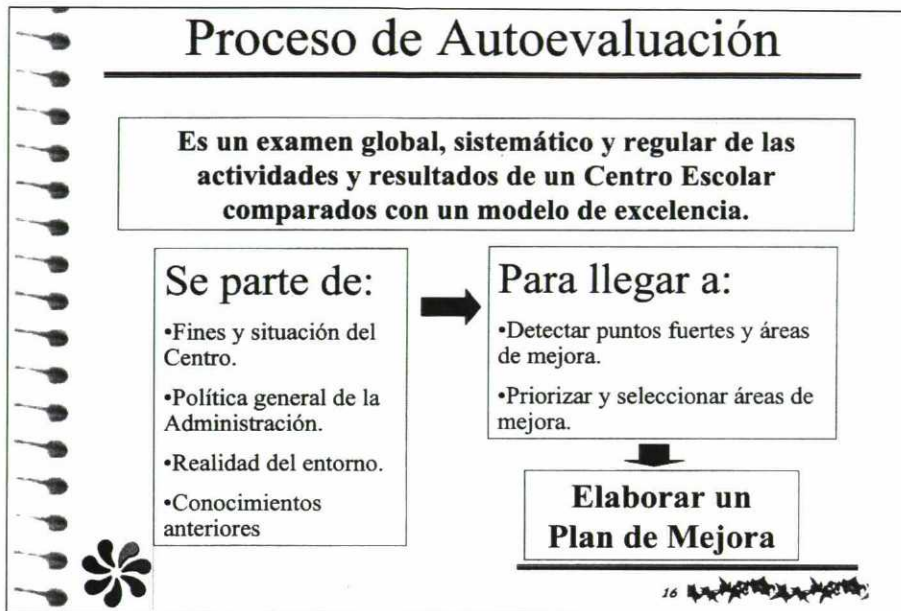 Proceso de Autoevaluación
Es un examen global, sistemático y regular de las
actividades y resultados de un Centro Escolar
comparados con un modelo de excelencia.
Se parte de:
•Fines y situación del
Centro.
•Política general de la
Administración.
•Realidad del entorno.
•Conocimientos
anteriores
Para llegar a:
•Detectar puntos fuertes y áreas
de mejora.
•Priorizar y seleccionar áreas de
mejora.
Elaborar un
Plan de Mejora
16